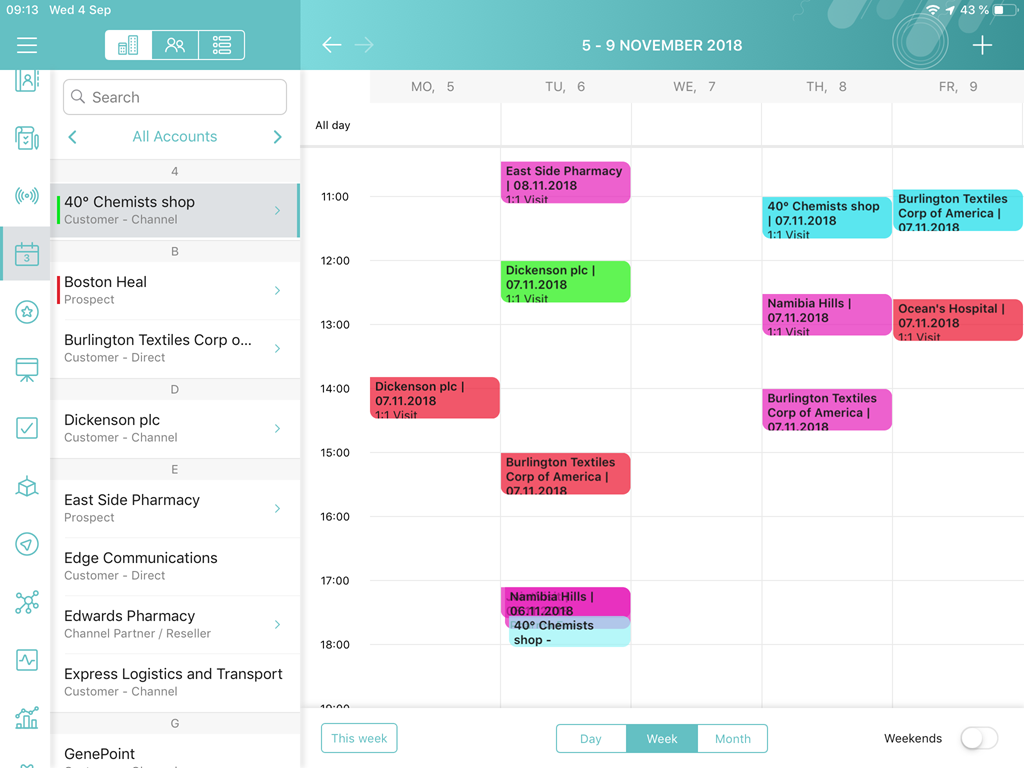 09:13 Wed 4 Sep
43 %
5 - 9 NOVEMBER 2018
Search
All Accounts
4
40° Chemists shop
Customer - Channel
B
Boston Heal
Prospect
Burlington Textiles Corp o...
Customer - Direct
D
Dickenson plc
Customer - Channel
E
East Side Pharmacy
Prospect
Edge Communications
Customer - Direct
Edwards Pharmacy
Channel Partner / Reseller
Express Logistics and Transport
Customer - Channel
G
GenePoint
3
MO, 5
TU, 6
WE, 7
TH, 8
FR, 9
All day
11:00
12:00
13:00
14:00
15:00
16:00
17:00
18:00
19:00
Dickenson plc |
07.11.2018
1:1 Visit
East Side Pharmacy
| 08.11.2018
1:1 Visit
Dickenson plc |
07.11.2018
1:1 Visit
Burlington Textiles
Corp of America |
07.11.2018
Namibia Hills |
06.11.2018
40° Chemists
shop -
40° Chemists shop
| 07.11.2018
1:1 Visit
Namibia Hills |
07.11.2018
1:1 Visit
Burlington Textiles
Corp of America |
07.11.2018
Burlington Textiles
Corp of America |
07.11.2018
Ocean's Hospital |
07.11.2018
1:1 Visit
This week
Day
Week
Month
Weekends